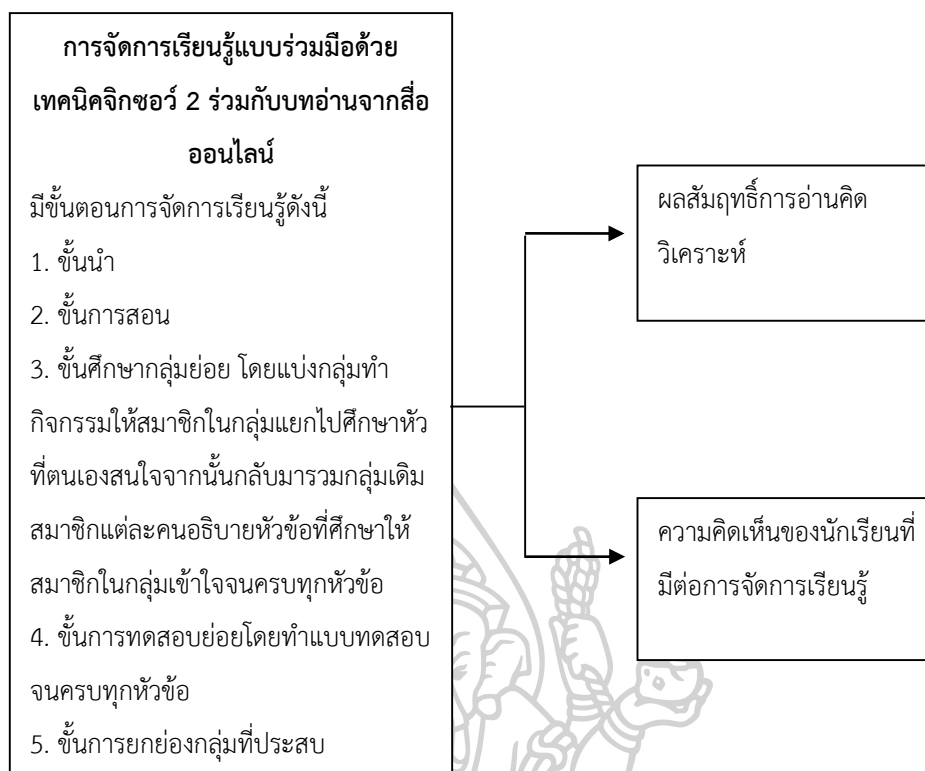 การจัดการเรียนรู้แบบร่วมมือด้วย
เทคนิคจิกซอว์ 2 ร่วมกับบทอ่านจากสื่อ
ออนไลน์
มีขั้นตอนการจัดการเรียนรู้ดังนี้
1. ขั้นนำ
2. ขั้นการสอน
3. ขั้นศึกษากลุ่มย่อย โดยแบ่งกลุ่มทำ
กิจกรรมให้สมาชิกในกลุ่มแยกไปศึกษาหัว
ที่ตนเองสนใจจากนั้นกลับมารวมกลุ่มเดิม
สมาชิกแต่ละคนอธิบายหัวข้อที่ศึกษาให้
สมาชิกในกลุ่มเข้าใจจนครบทุกหัวข้อ
4. ขั้นการทดสอบย่อยโดยทำแบบทดสอบ
จนครบทุกหัวข้อ
5. ขั้นการยกย่องกลุ่มที่ประสบ
ผลสัมฤทธิ์การอ่านคิด
วิเคราะห์
ความคิดเห็นของนักเรียนที่
มีต่อการจัดการเรียนรู้